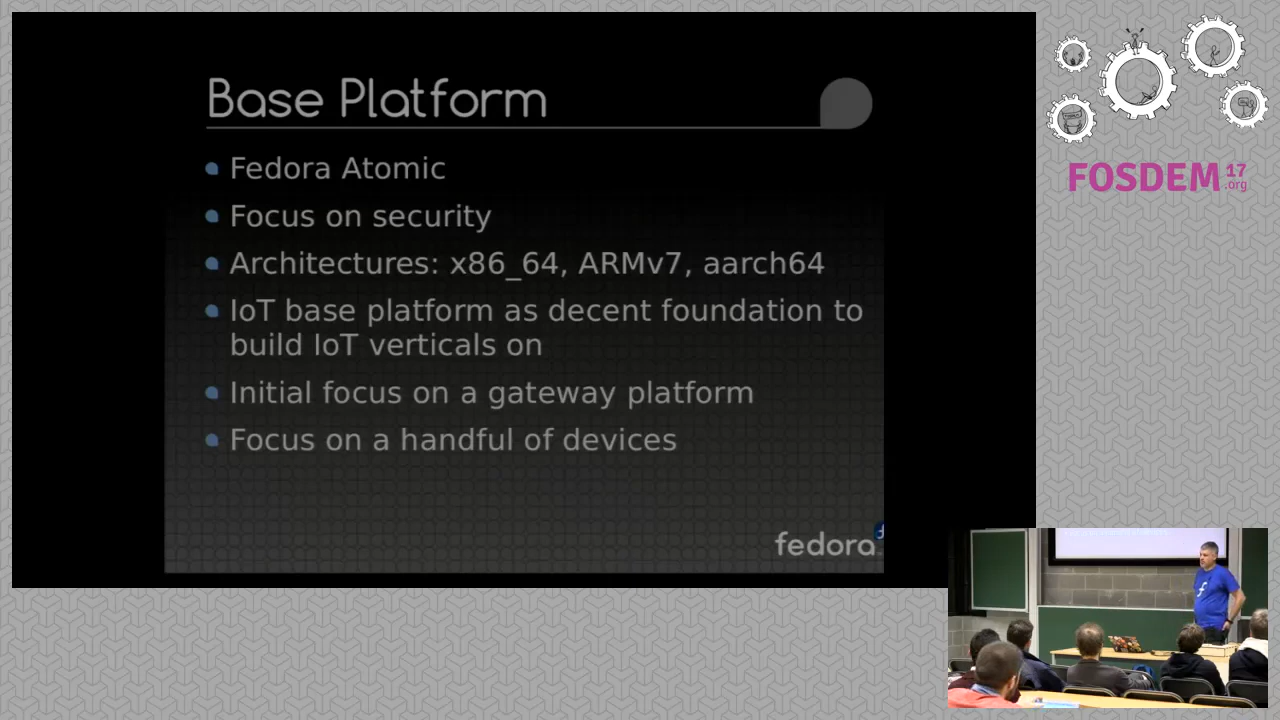 Base Platform
Fedora Atomic
Focus on security
Architectures: x86_64, ARMv7, aarch64
IoT base platform as decent foundation to
build IoT verticals on
Initial focus on a gateway platform
Focus on a handful of devices
fedora
FOSDEM 17
.org